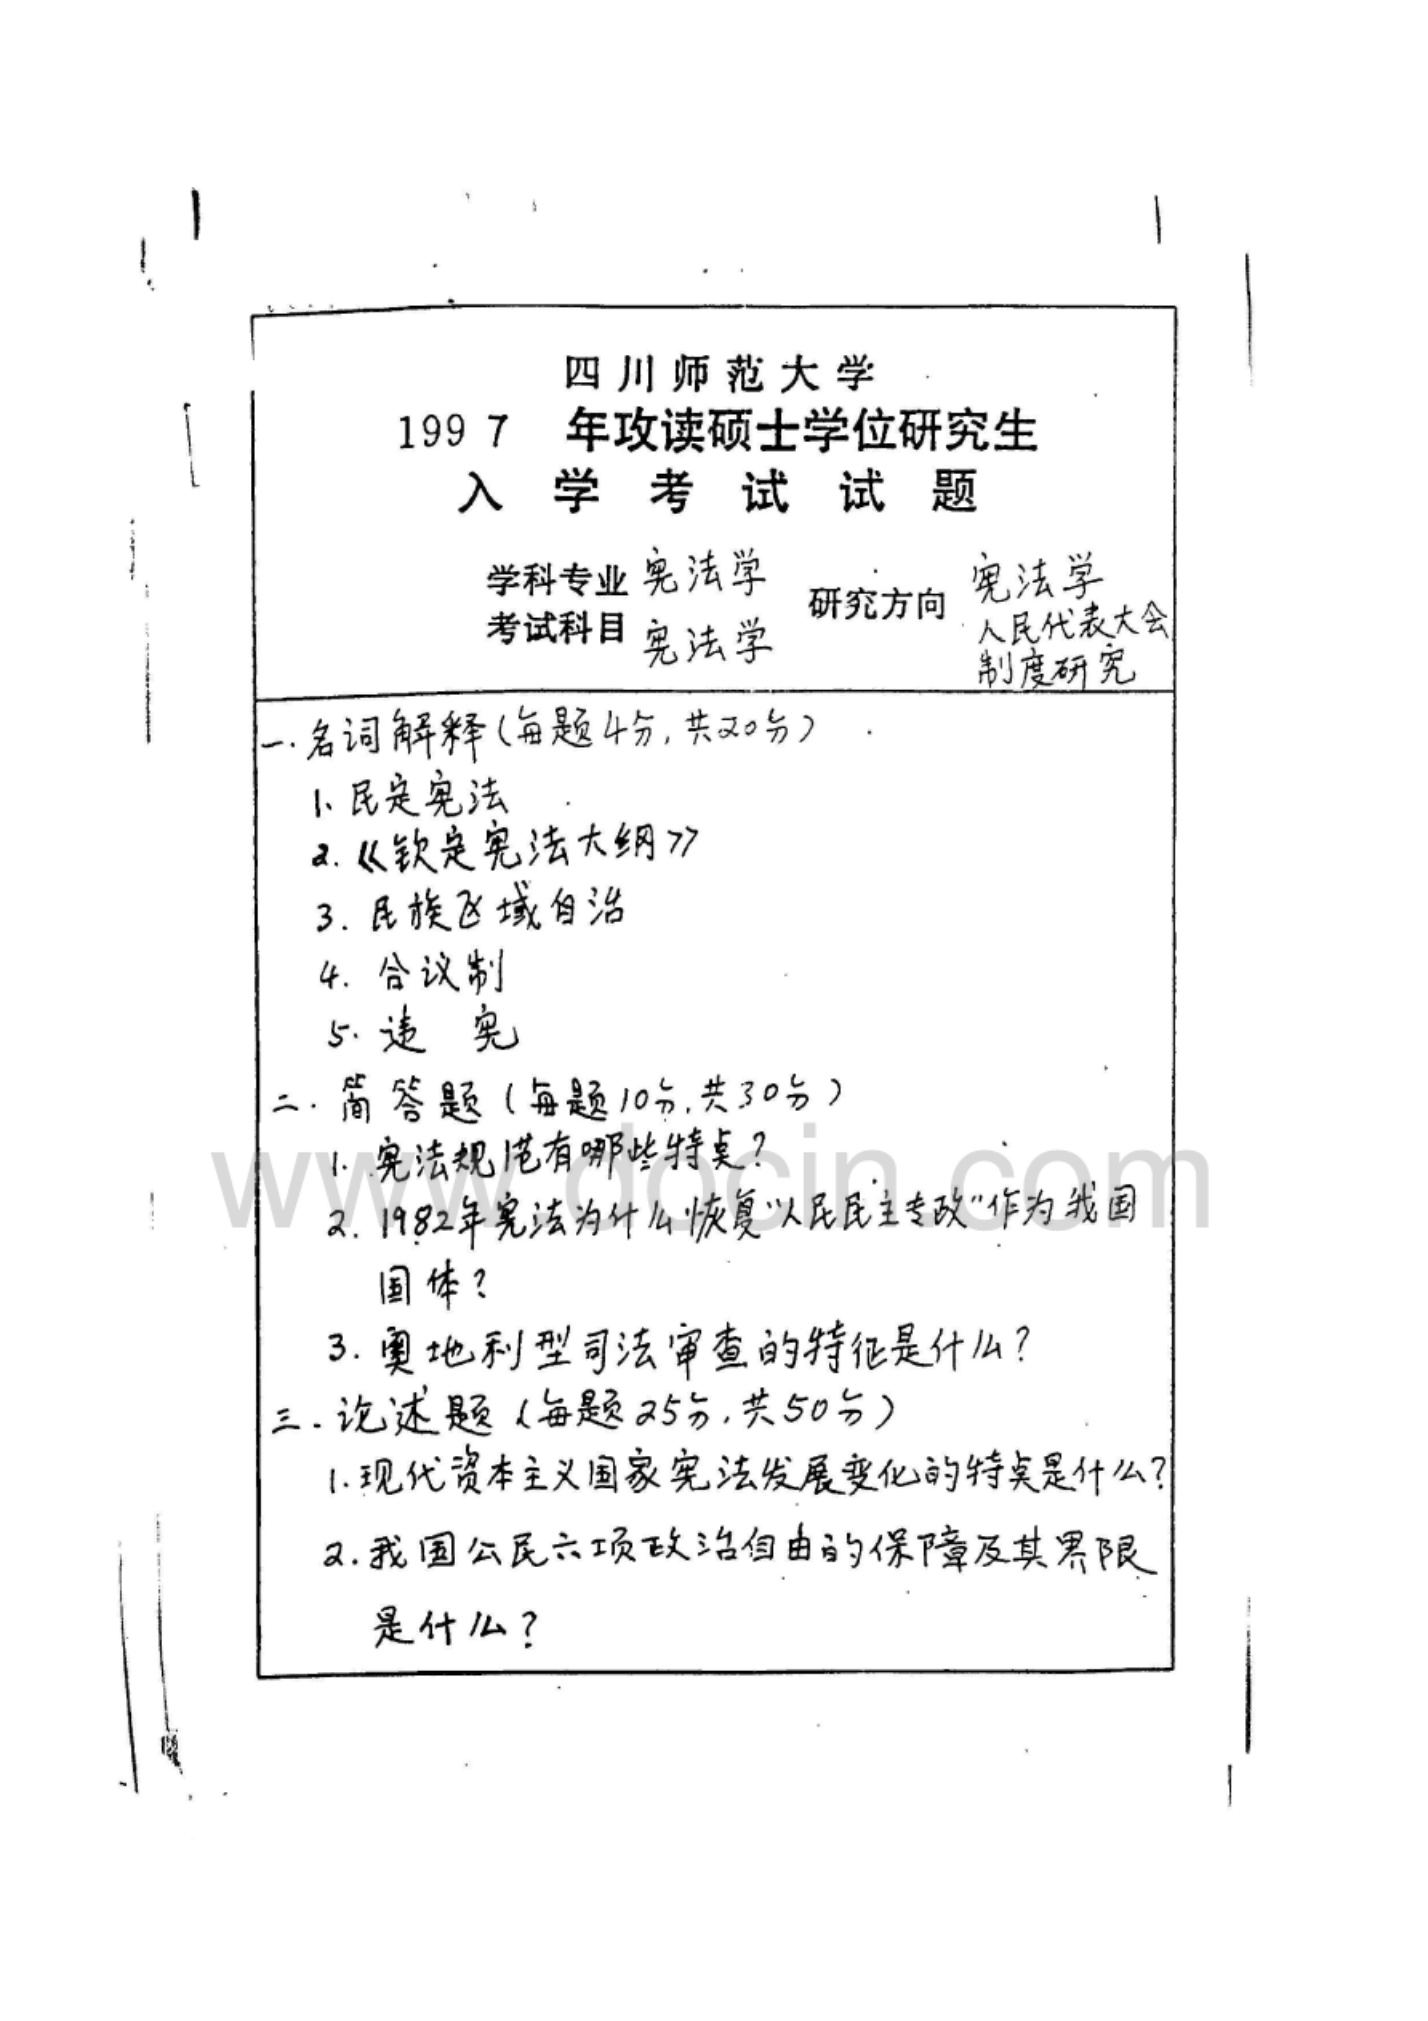 四川师范大学
1997 年攻读硕士学位研究生
入学考试试题
学科专业 宪法学 研究方向 宪法学
考试科目 宪法学 人民代表大会
制度研究
一.名词解释(每题4分,共20分)
1、民定宪法
2.《钦定宪法大纲》
3. 民族区域自治
4. 合议制
5. 违 宪
二.简答题(每题10分,共30分)
1. 宪法规范有哪些特点?
2. 1982年宪法为什么恢复"人民民主专政"作为我国
国体?
3. 奥地利型司法审查的特征是什么?
三.论述题(每题25分,共50分)
1.现代资本主义国家宪法发展变化的特点是什么?
2.我国公民六项政治自由的保障及其界限
是什么?
www.docin.com